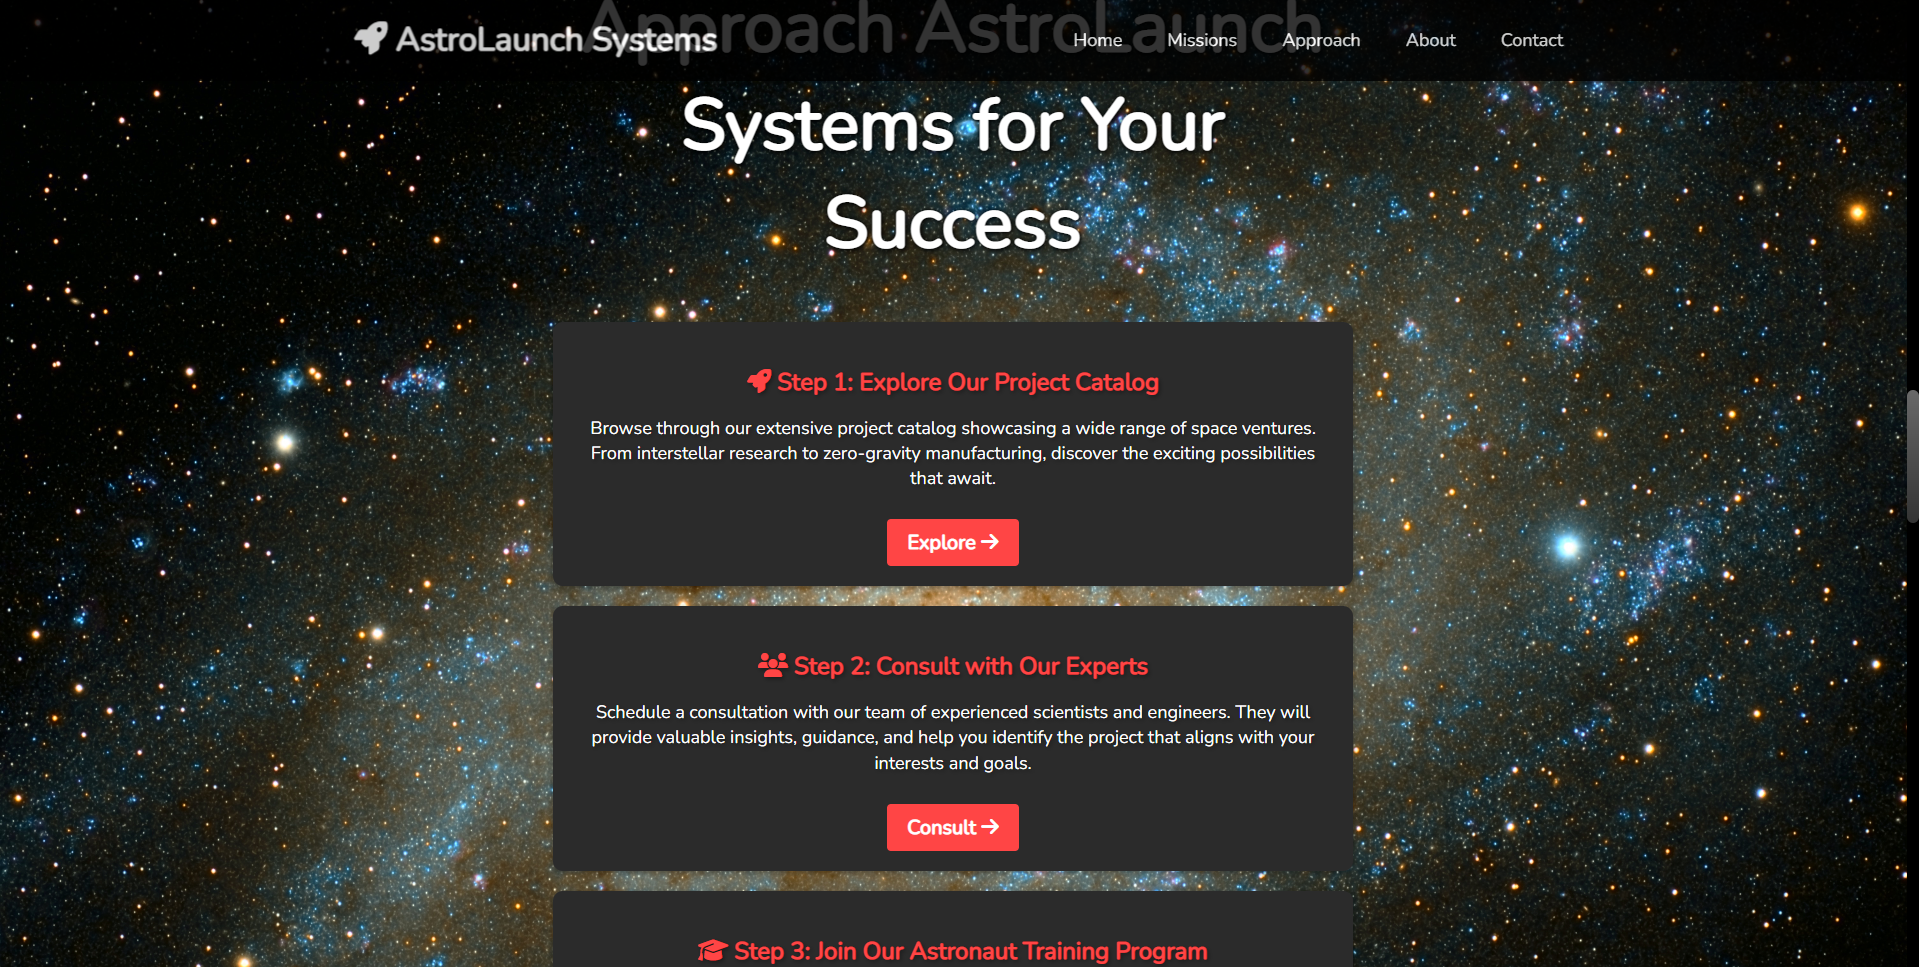 AstroLaunch Systems
Home
Missions
Approach
About
Contact
Approach AstroLaunch
Systems for Your
Success
Step 1: Explore Our Project Catalog
Browse through our extensive project catalog showcasing a wide range of space ventures.
From interstellar research to zero-gravity manufacturing, discover the exciting possibilities
that await.
Explore
Step 2: Consult with Our Experts
Schedule a consultation with our team of experienced scientists and engineers. They will
provide valuable insights, guidance, and help you identify the project that aligns with your
interests and goals.
Consult
Step 3: Join Our Astronaut Training Program